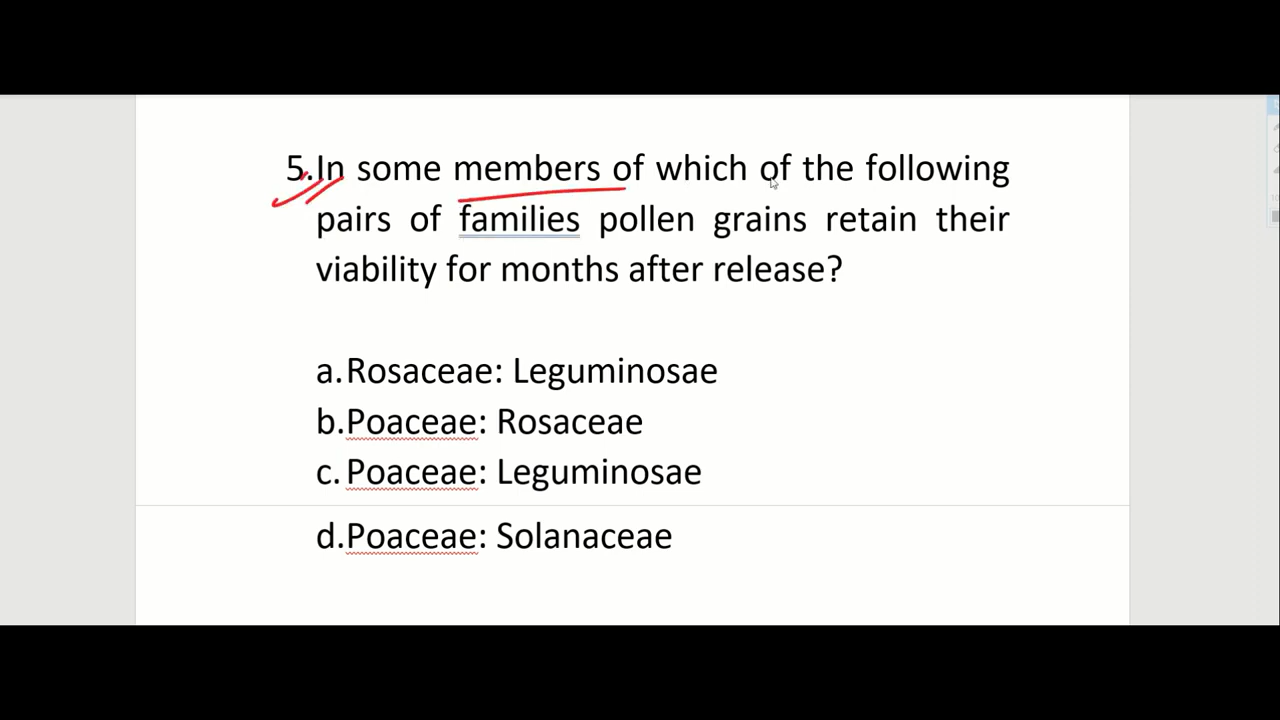 5. In some members of which of the following
pairs of families pollen grains retain their
viability for months after release?
a. Rosaceae: Leguminosae
b. Poaceae: Rosaceae
c. Poaceae: Leguminosae
d. Poaceae: Solanaceae